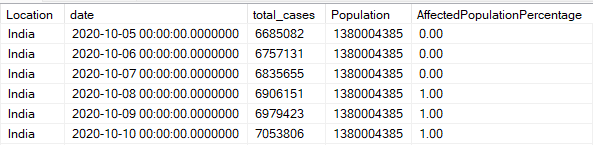 Location date total_cases Population AffectedPopulationPercentage
India 2020-10-05 00:00:00.0000000 6685082 1380004385 0.00
India 2020-10-06 00:00:00.0000000 6757131 1380004385 0.00
India 2020-10-07 00:00:00.0000000 6835655 1380004385 0.00
India 2020-10-08 00:00:00.0000000 6906151 1380004385 1.00
India 2020-10-09 00:00:00.0000000 6979423 1380004385 1.00
India 2020-10-10 00:00:00.0000000 7053806 1380004385 1.00